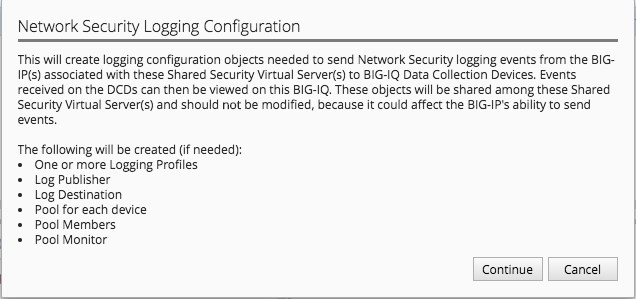 Network Security Logging Configuration
This will create logging configuration objects needed to send Network Security logging events from the BIG-
IP(s) associated with these Shared Security Virtual Server(s) to BIG-IQ Data Collection Devices. Events
received on the DCDs can then be viewed on this BIG-IQ. These objects will be shared among these Shared
Security Virtual Server(s) and should not be modified, because it could affect the BIG-IP's ability to send
events.
The following will be created (if needed):
• One or more Logging Profiles
• Log Publisher
• Log Destination
• Pool for each device
• Pool Members
• Pool Monitor
Continue Cancel